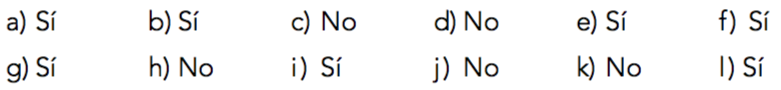 a) Sí b) Sí c) No d) No e) Sí f) Sí
g) Sí h) No i) Sí j) No k) No l) Sí